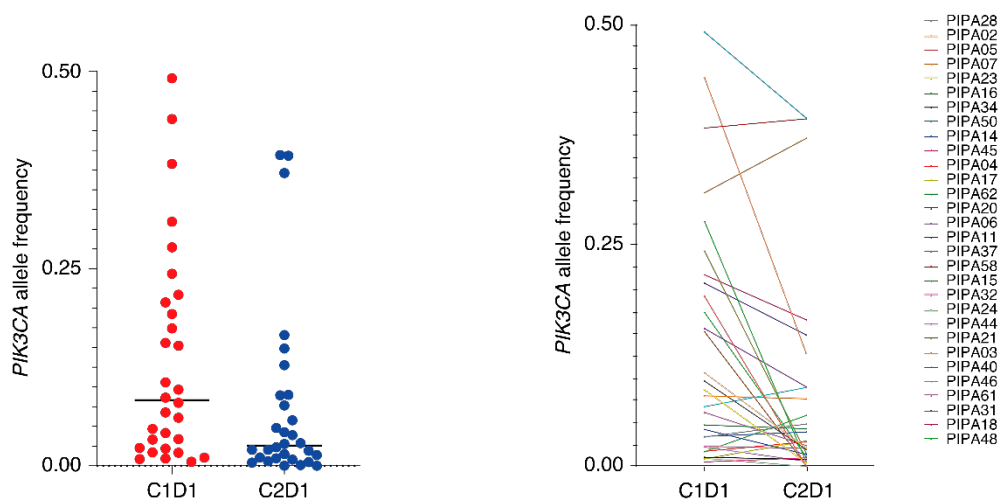 0.50
0.25
0.00
PIK3CA allele frequency
C1D1
C2D1
0.50
0.25
0.00
PIK3CA allele frequency
C1D1
C2D1
PIPA28
PIPA02
PIPA05
PIPA07
PIPA23
PIPA16
PIPA34
PIPA50
PIPA14
PIPA45
PIPA04
PIPA17
PIPA62
PIPA20
PIPA06
PIPA11
PIPA37
PIPA58
PIPA15
PIPA32
PIPA24
PIPA44
PIPA21
PIPA03
PIPA40
PIPA46
PIPA61
PIPA31
PIPA18
PIPA48